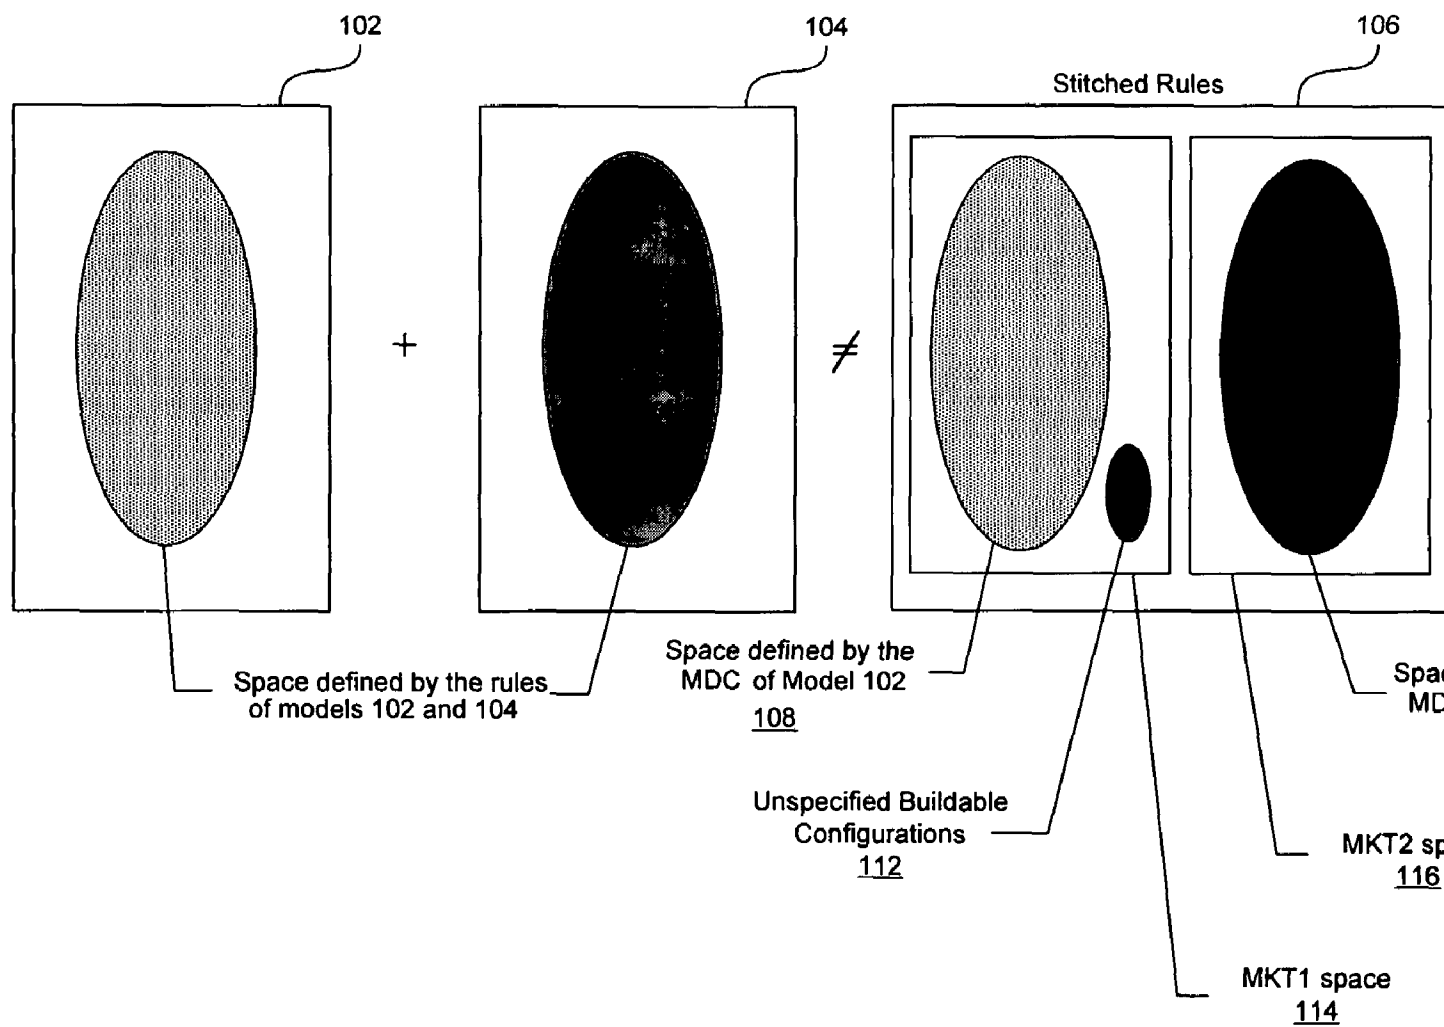 102
104
106
Stitched Rules
+
≠
Space defined by the rules
of models 102 and 104
Space defined by the
MDC of Model 102
108
Unspecified Buildable
Configurations
112
MKT2
116
MKT1 space
114